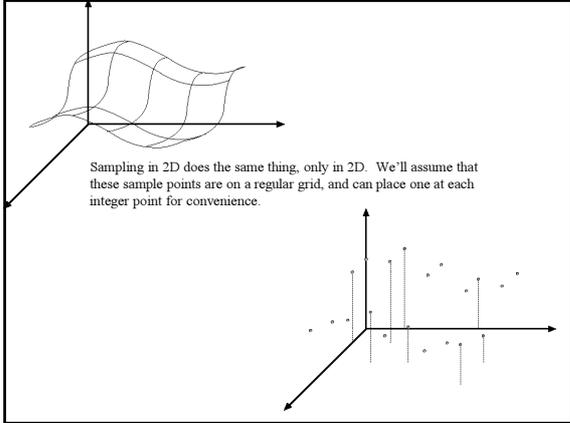 Sampling in 2D does the same thing, only in 2D.  We’ll assume that
these sample points are on a regular grid, and can place one at each
integer point for convenience.